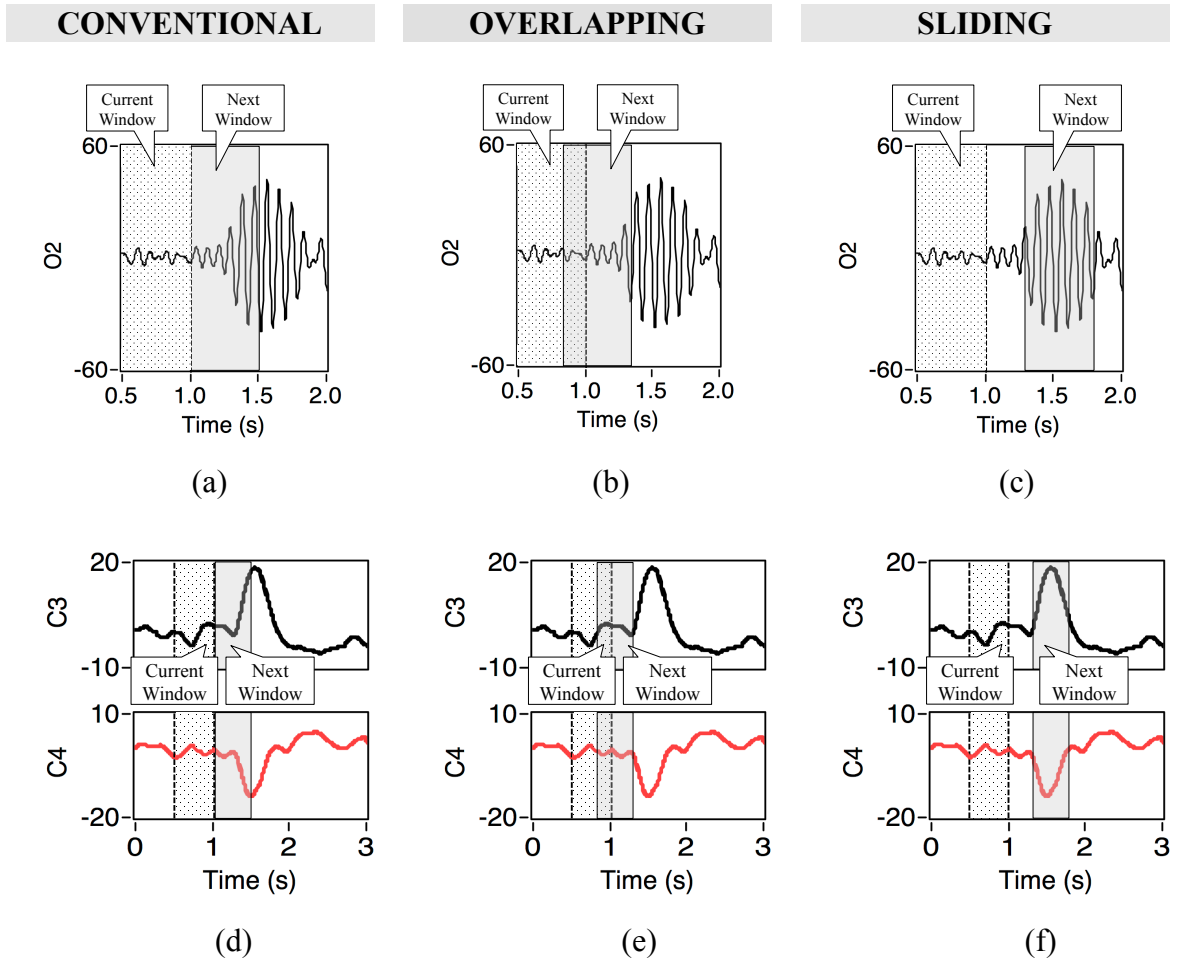 CONVENTIONAL
OVERLAPPING
SLIDING
Current
Window
Next
Window
60
O2
-60
0.5
1.0
1.5
2.0
Time (s)
(a)
Current
Window
Next
Window
60
O2
-60
0.5
1.0
1.5
2.0
Time (s)
(b)
Current
Window
Next
Window
60
O2
-60
0.5
1.0
1.5
2.0
Time (s)
(c)
20
C3
-10
Current
Window
Next
Window
10
C4
-20
0
1
2
3
Time (s)
(d)
20
C3
-10
Current
Window
Next
Window
10
C4
-20
0
1
2
3
Time (s)
(e)
20
C3
-10
Current
Window
Next
Window
10
C4
-20
0
1
2
3
Time (s)
(f)